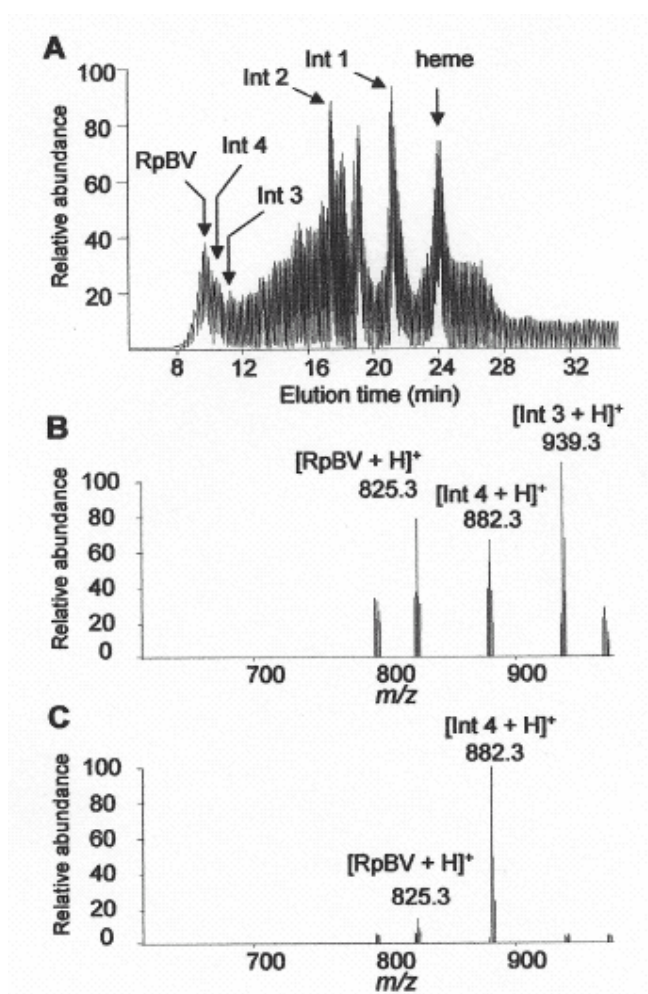 A
Relative abundance
100
80
60
40
20
RpBV
Int 4
Int 3
Int 2
Int 1
heme
8 12 16 20 24 28 32
Elution time (min)
B
Relative abundance
100
80
60
40
20
0
[RpBV + H]+
825.3
[Int 4 + H]+
882.3
[Int 3 + H]+
939.3
700 800 900
m/z
C
Relative abundance
100
80
60
40
20
0
[RpBV + H]+
825.3
[Int 4 + H]+
882.3
700 800 900
m/z